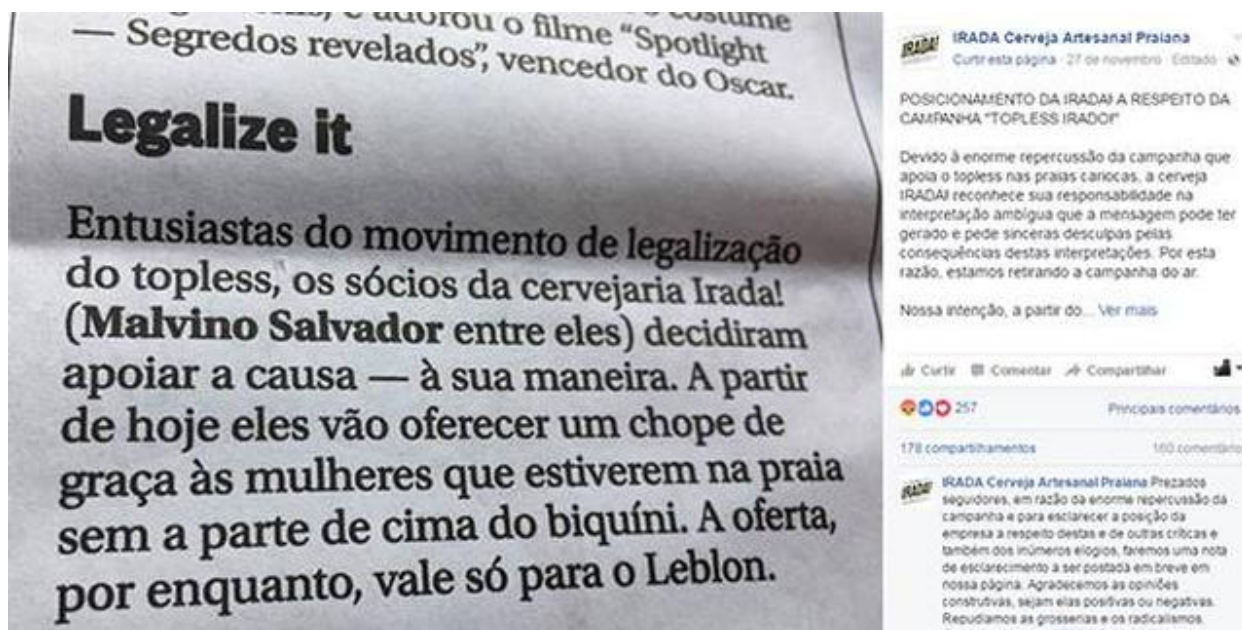 adorou o filme “Spotlight
— Segredos revelados”, vencedor do Oscar.
Legalize it
Entusiastas do movimento de legalização
do topless, os sócios da cervejaria Irada!
(Malvino Salvador entre eles) decidiram
apoiar a causa — à sua maneira. A partir
de hoje eles vão oferecer um chope de
graça às mulheres que estiverem na praia
sem a parte de cima do biquíni. A oferta,
por enquanto, vale só para o Leblon.
IRADA!
IRADA Cerveja Artesanal Praiana
Curtir esta página · 27 de novembro · Editado ·
POSICIONAMENTO DA IRADA! A RESPEITO DA
CAMPANHA "TOPLESS IRADO!"
Devido à enorme repercussão da campanha que
apoia o topless nas praias cariocas, a cerveja
IRADA! reconhece sua responsabilidade na
interpretação ambígua que a mensagem pode ter
gerado e pede sinceras desculpas pelas
consequências destas interpretações. Por esta
razão, estamos retirando a campanha do ar.
Nossa intenção, a partir do... Ver mais
Curtir Comentar Compartilhar
257 Principais comentários
178 compartilhamentos 160 comentário
IRADA Cerveja Artesanal Praiana Prezados
seguidores, em razão da enorme repercussão da
campanha e para esclarecer a posição da
empresa a respeito destas e de outras críticas e
também dos inúmeros elogios, faremos uma nota
de esclarecimento a ser postada em breve em
nossa página. Agradecemos as opiniões
construtivas, sejam elas positivas ou negativas.
Repudiamos as grosserias e os radicalismos.